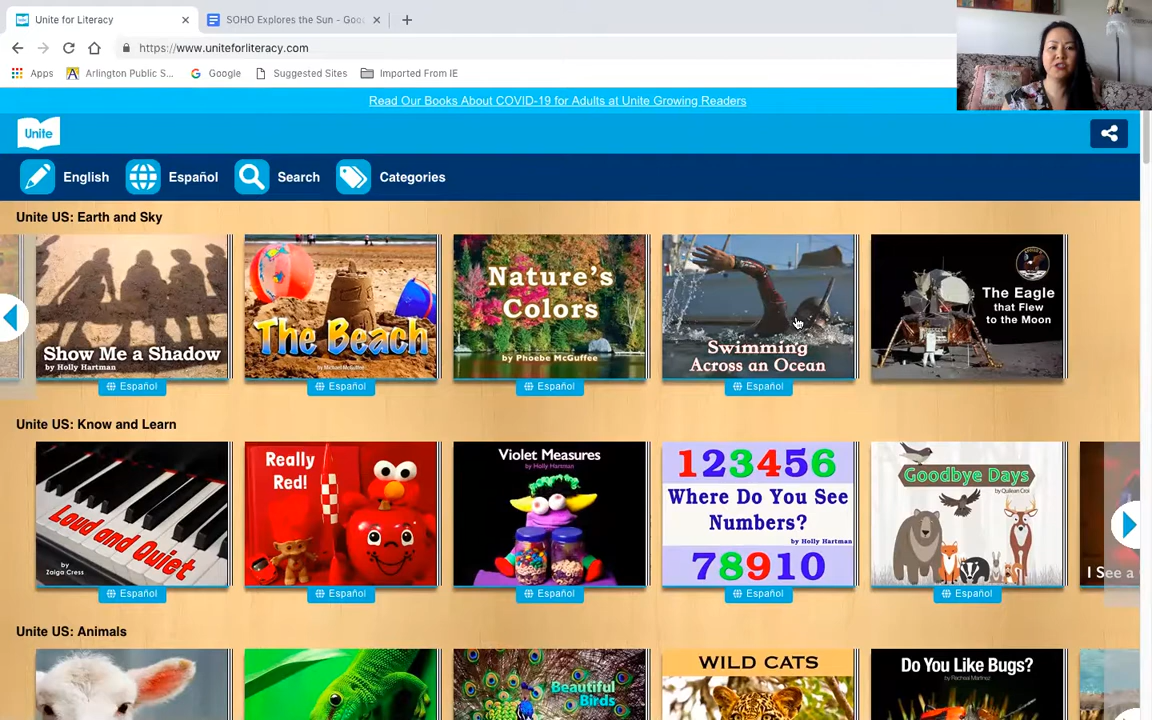 Unite for Literacy
SOHO Explores the Sun - Goo
https://www.uniteforliteracy.com
Apps
Arlington Public S...
Google
Suggested Sites
Imported From IE
Read Our Books About COVID-19 for Adults at Unite Growing Readers
Unite
English
Español
Search
Categories
Unite US: Earth and Sky
Show Me a Shadow
by Holly Hartman
The Beach
by Michael McGuffee
Nature's
Colors
by Phoebe McGuffee
Swimming
Across an Ocean
The Eagle
that Flew
to the Moon
Español
Español
Español
Español
Unite US: Know and Learn
Loud and Quiet
by
Zaiga Cress
Really
Red!
Violet Measures
by Holly Hartman
123456
Where Do You See
Numbers?
by Holly Hartman
78910
Goodbye Days
I See a
Español
Español
Español
Español
Español
Unite US: Animals
Beautiful
Birds
WILD CATS
Do You Like Bugs?